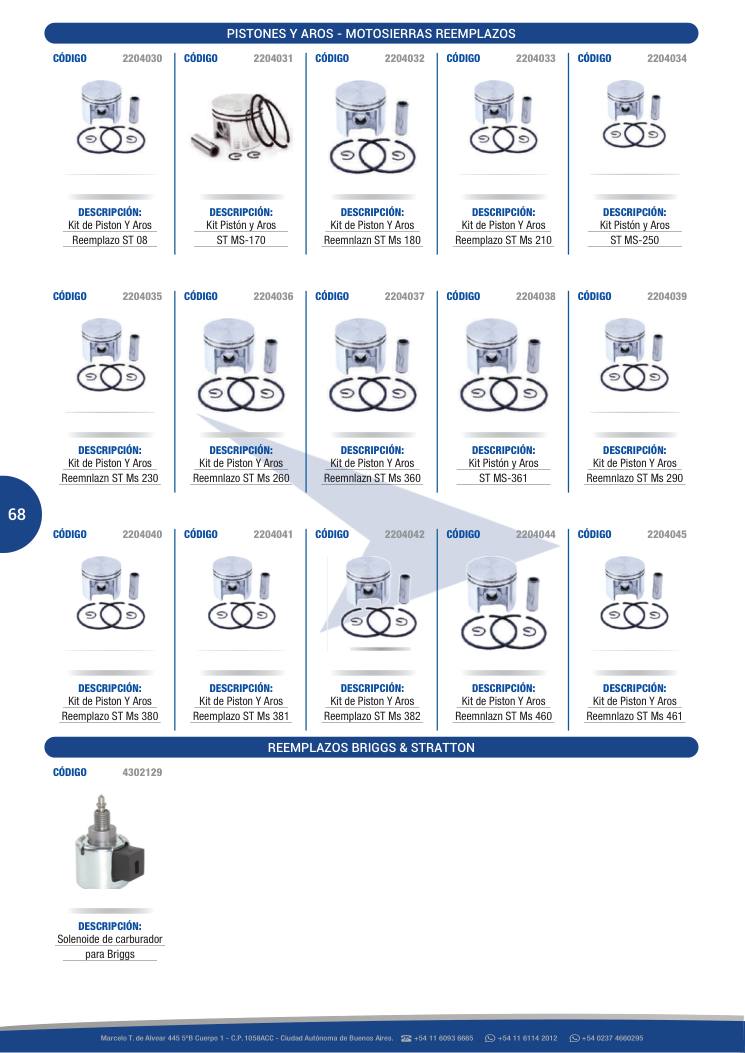 PISTONES Y AROS - MOTOSIERRAS REEMPLAZOS
CÓDIGO 2204030
DESCRIPCIÓN:
Kit de Piston Y Aros
Reemplazo ST 08
CÓDIGO 2204031
DESCRIPCIÓN:
Kit Pistón y Aros
ST MS-170
CÓDIGO 2204032
DESCRIPCIÓN:
Kit de Piston Y Aros
Reemnlazn ST Ms 180
CÓDIGO 2204033
DESCRIPCIÓN:
Kit de Piston Y Aros
Reemplazo ST Ms 210
CÓDIGO 2204034
DESCRIPCIÓN:
Kit Pistón y Aros
ST MS-250
CÓDIGO 2204035
DESCRIPCIÓN:
Kit de Piston Y Aros
Reemnlazn ST Ms 230
CÓDIGO 2204036
DESCRIPCIÓN:
Kit de Piston Y Aros
Reemnlazo ST Ms 260
CÓDIGO 2204037
DESCRIPCIÓN:
Kit de Piston Y Aros
Reemnlazn ST Ms 360
CÓDIGO 2204038
DESCRIPCIÓN:
Kit Pistón y Aros
ST MS-361
CÓDIGO 2204039
DESCRIPCIÓN:
Kit de Piston Y Aros
Reemnlazo ST Ms 290
68
CÓDIGO 2204040
DESCRIPCIÓN:
Kit de Piston Y Aros
Reemplazo ST Ms 380
CÓDIGO 2204041
DESCRIPCIÓN:
Kit de Piston Y Aros
Reemplazo ST Ms 381
CÓDIGO 2204042
DESCRIPCIÓN:
Kit de Piston Y Aros
Reemplazo ST Ms 382
CÓDIGO 2204044
DESCRIPCIÓN:
Kit de Piston Y Aros
Reemnlazn ST Ms 460
CÓDIGO 2204045
DESCRIPCIÓN:
Kit de Piston Y Aros
Reemnlazo ST Ms 461
REEMPLAZOS BRIGGS & STRATTON
CÓDIGO 4302129
DESCRIPCIÓN:
Solenoide de carburador
para Briggs
Marcelo T. de Alvear 445 5ºB Cuerpo 1 - C.P. 1058ACC - Ciudad Autónoma de Buenos Aires. +54 11 6093 6665 +54 11 6114 2012 +54 0237 4660295